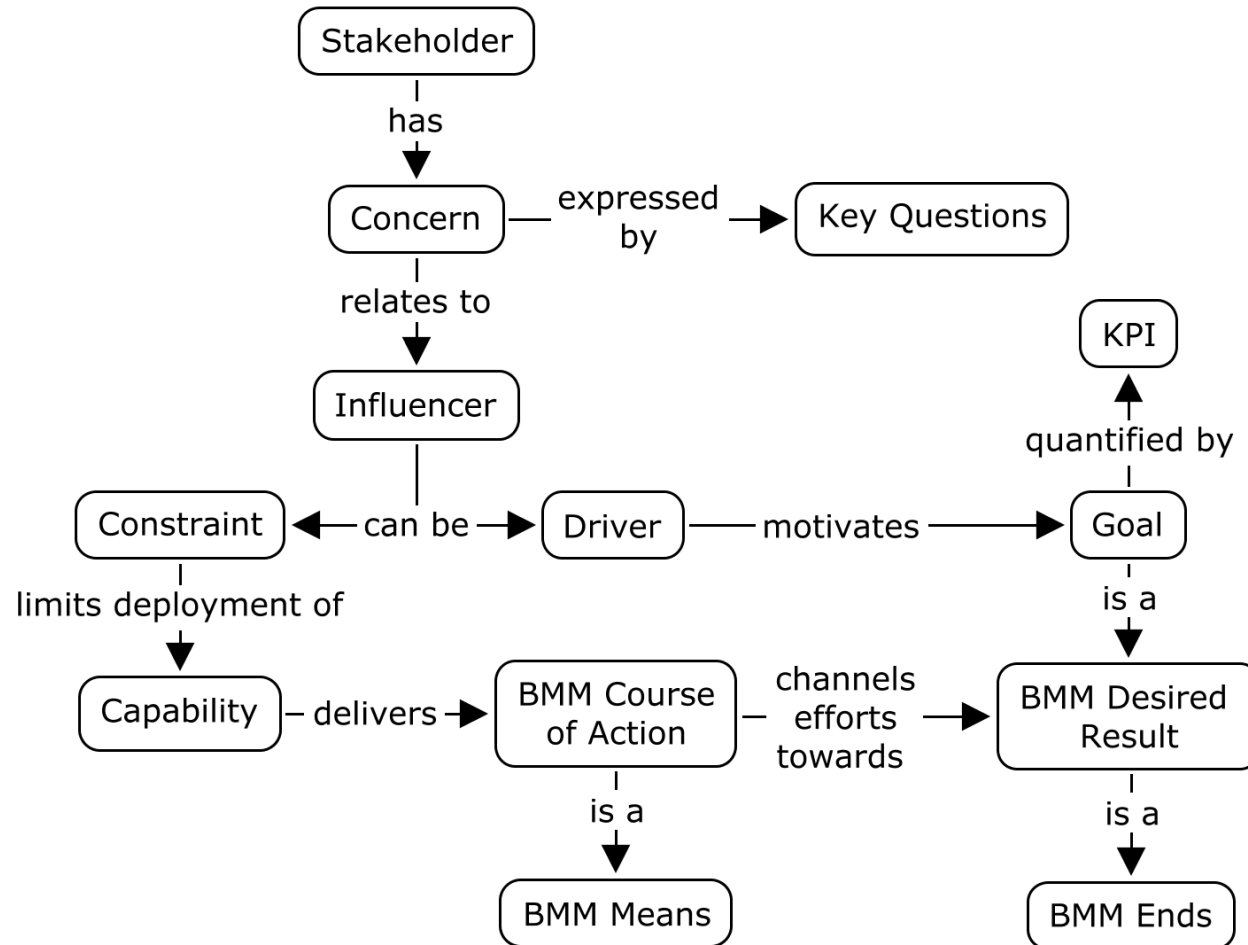 Stakeholder
has
Concern
expressed
by
Key Questions
relates to
KPI
Influencer
quantified by
Constraint
can be
Driver
motivates
Goal
limits deployment of
is a
Capability
delivers
BMM Course
of Action
channels
efforts
towards
BMM Desired
Result
is a
is a
BMM Means
BMM Ends